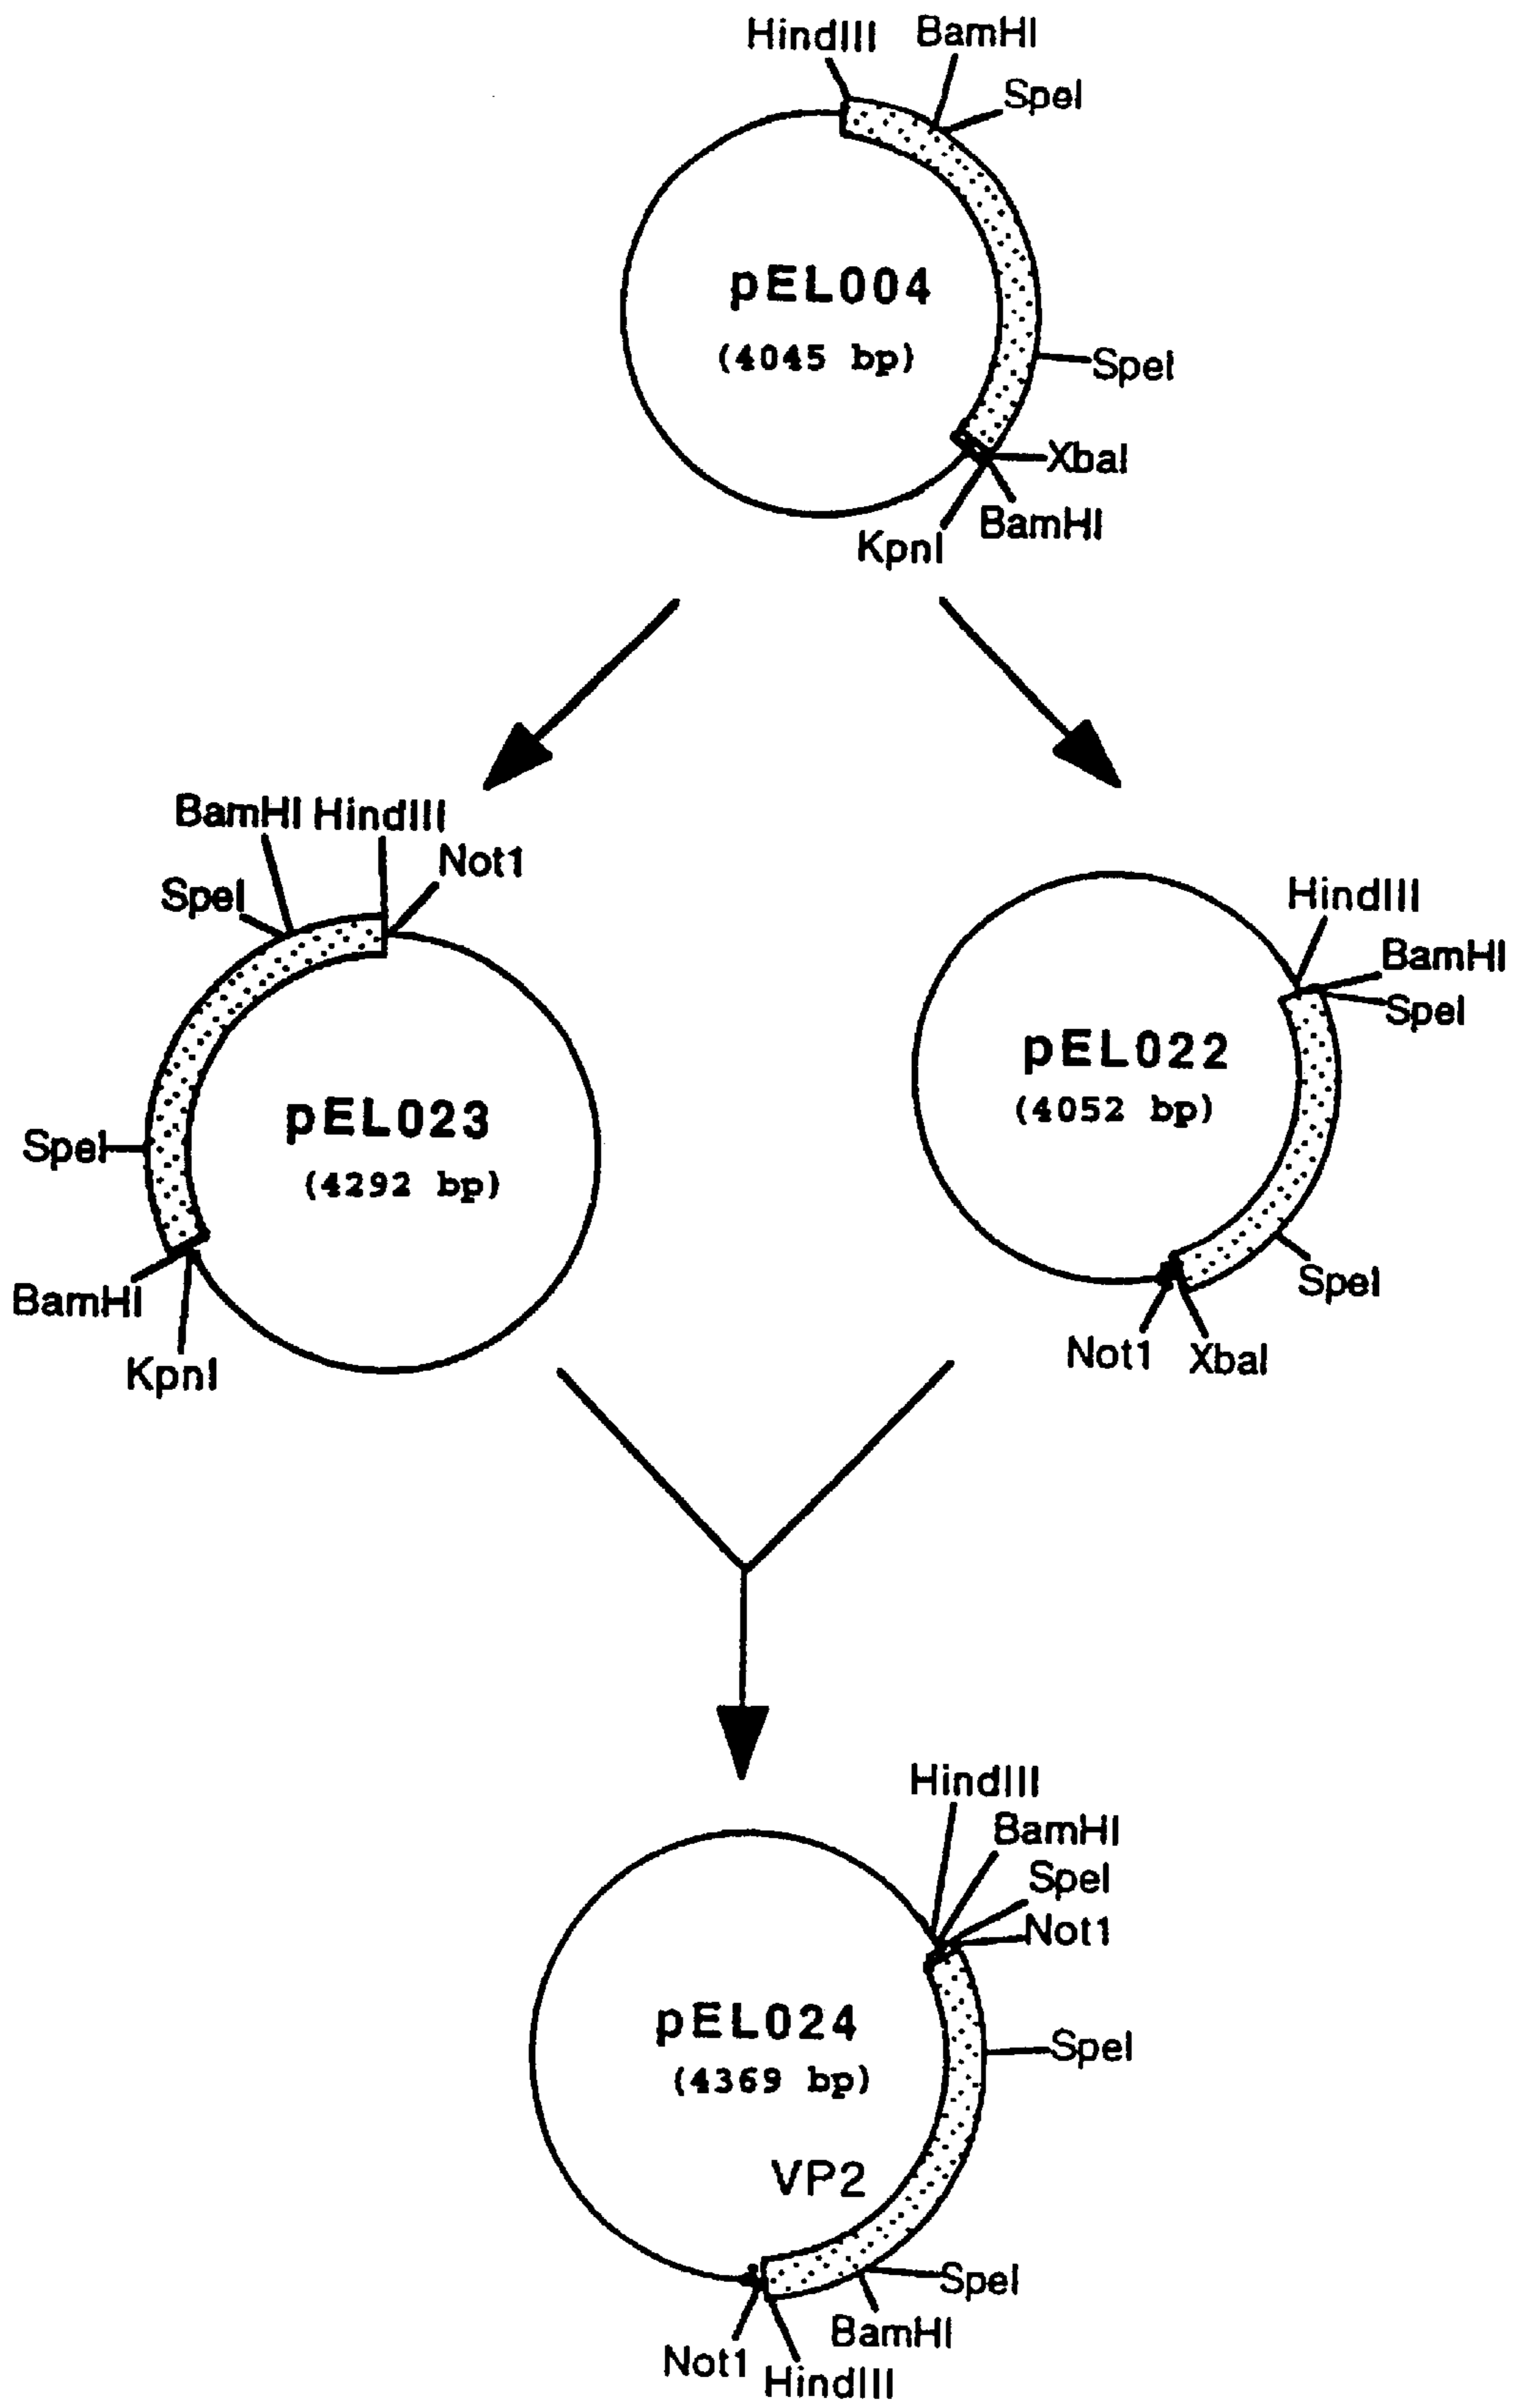 HindIII
BamHI
SpeI
pEL004
(4045 bp)
SpeI
XbaI
BamHI
KpnI
BamHI HindIII
Not1
SpeI
pEL023
(4292 bp)
SpeI
BamHI
KpnI
HindIII
BamHI
SpeI
pEL022
(4052 bp)
SpeI
Not1 XbaI
HindIII
BamHI
SpeI
Not1
pEL024
(4369 bp)
SpeI
VP2
SpeI
BamHI
Not1 HindIII